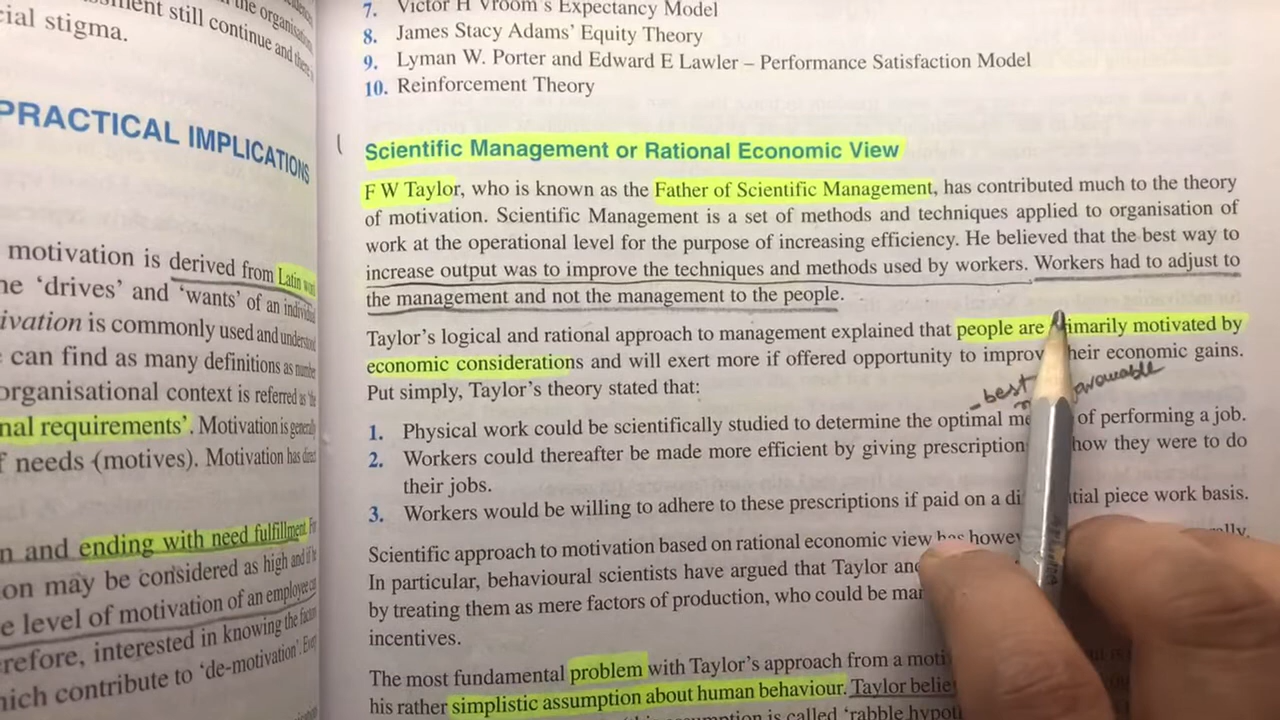 the organisa
ment still continue and there
cial stigma.
PRACTICAL IMPLICATIONS
motivation is derived from Latin
'drives' and 'wants' of an
ivation is commonly used and
can find as many definitions as
organisational context is referred
nal requirements'. Motivation is
needs (motives). Motivation has
n and ending with need fulfillment.
on may be considered as high and if
level of motivation of an employee
refore, interested in knowing the
hich contribute to 'de-motivation'.
7. Victor H Vroom's Expectancy Model
8. James Stacy Adams' Equity Theory
9. Lyman W. Porter and Edward E Lawler – Performance Satisfaction Model
10. Reinforcement Theory
Scientific Management or Rational Economic View
F W Taylor, who is known as the Father of Scientific Management, has contributed much to the theory
of motivation. Scientific Management is a set of methods and techniques applied to organisation of
work at the operational level for the purpose of increasing efficiency. He believed that the best way to
increase output was to improve the techniques and methods used by workers. Workers had to adjust to
the management and not the management to the people.
Taylor's logical and rational approach to management explained that people are primarily motivated by
economic considerations and will exert more if offered opportunity to improve their economic gains.
Put simply, Taylor's theory stated that:
best
1. Physical work could be scientifically studied to determine the optimal me of performing a job.
2. Workers could thereafter be made more efficient by giving prescription how they were to do
their jobs.
3. Workers would be willing to adhere to these prescriptions if paid on a di tial piece work basis.
Scientific approach to motivation based on rational economic view has howe lly.
In particular, behavioural scientists have argued that Taylor and
by treating them as mere factors of production, who could be ma
incentives.
The most fundamental problem with Taylor's approach from a moti
his rather simplistic assumption about human behaviour. Taylor belie
is called 'rabble hypot